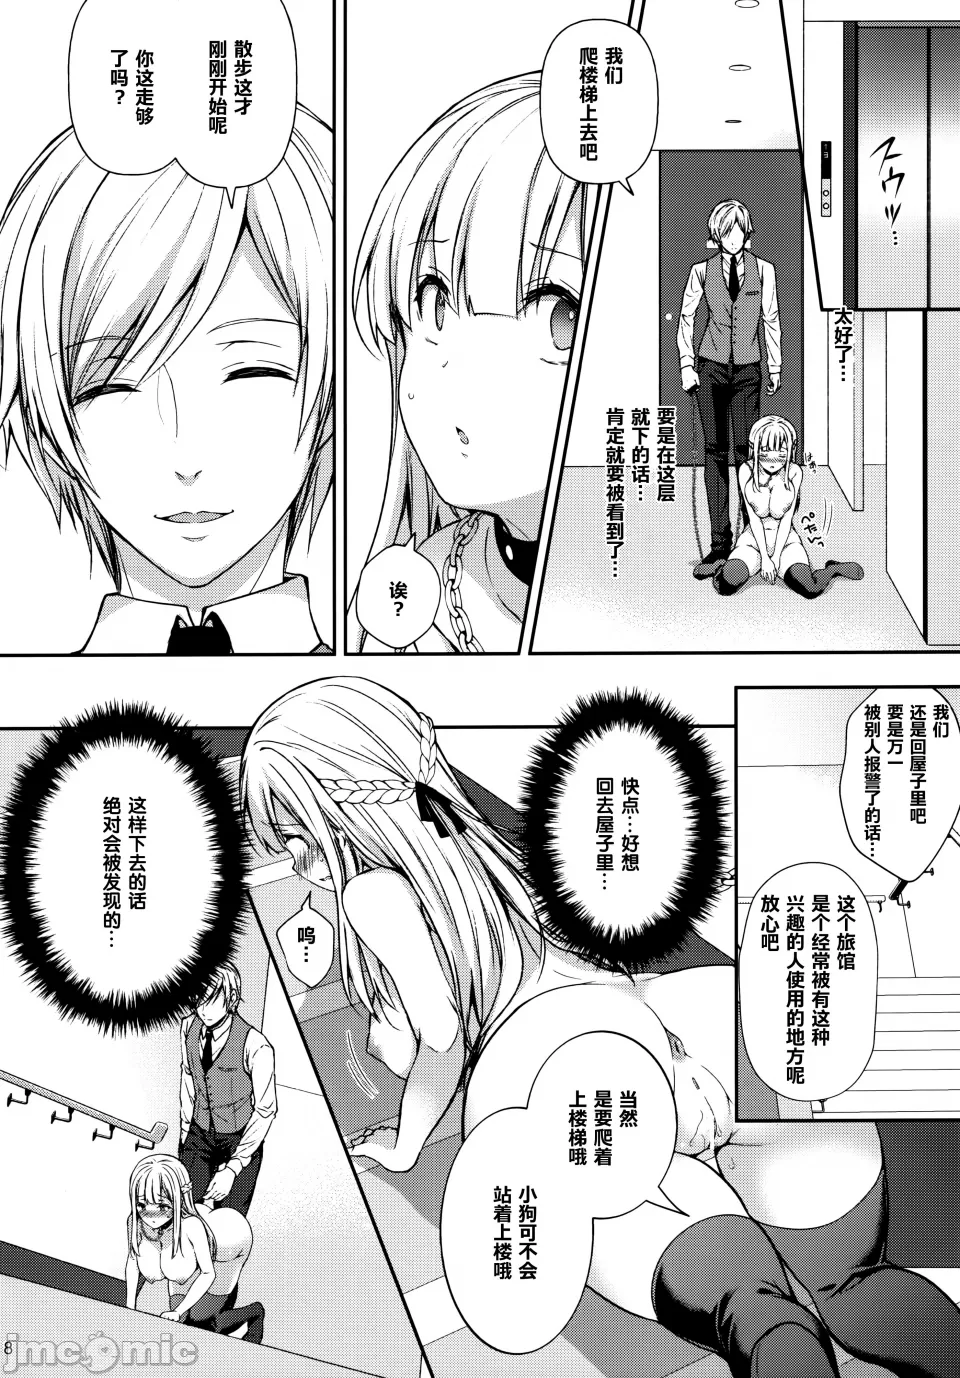 スゥッ…
太好了…
要是在这层
就下的话…
肯定就要被看到了…
我们
爬楼梯上去吧
诶？
散步这才
刚刚开始呢
你这走够
了吗？
我们
还是回屋子里吧
要是万一
被别人报警了的话…
这个旅馆
是个经常被有这种
兴趣的人使用的地方呢
放心吧
快点…好想
回去屋子里…
呜…
当然
是要爬着
上楼梯哦
小狗可不会
站着上楼哦
这样下去的话
绝对会被发现的…
8
jmcomic